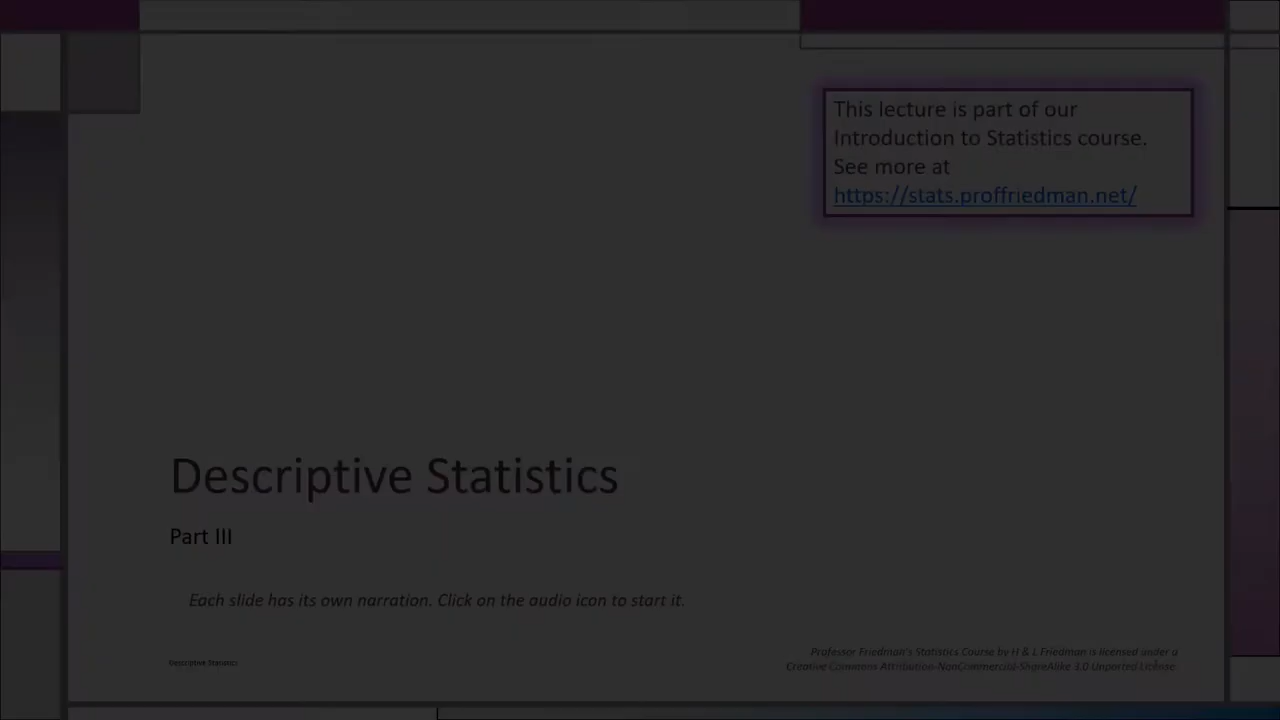 This lecture is part of our
Introduction to Statistics course.
See more at
https://stats.proffriedman.net/
Descriptive Statistics
Part III
Each slide has its own narration. Click on the audio icon to start it.
Professor Friedman's Statistics Course by H & L Friedman is licensed under a
Descriptive Statistics
Creative Commons Attribution-NonCommercial-ShareAlike 3.0 Unported License.